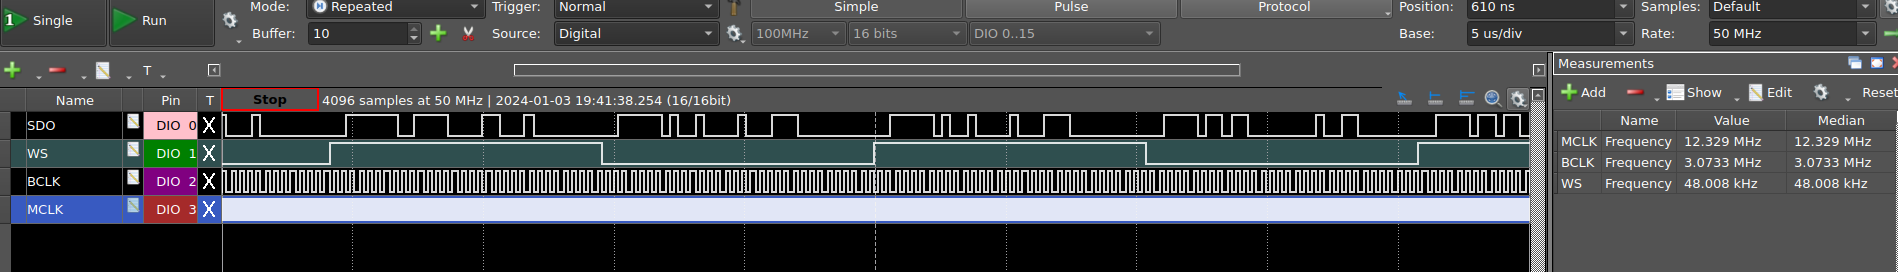 1 Single Run Mode: Repeated Trigger: Normal Simple Pulse Protocol Position: 610 ns Samples: Default
Buffer: 10 Source: Digital 100MHz 16 bits DIO 0..15 Base: 5 us/div Rate: 50 MHz
T Measurements
Name Pin T Stop 4096 samples at 50 MHz | 2024-01-03 19:41:38.254 (16/16bit) Add Show Edit Reset
SDO DIO 0 X Name Value Median
WS DIO 1 X MCLK Frequency 12.329 MHz 12.329 MHz
BCLK DIO 2 X BCLK Frequency 3.0733 MHz 3.0733 MHz
MCLK DIO 3 X WS Frequency 48.008 kHz 48.008 kHz